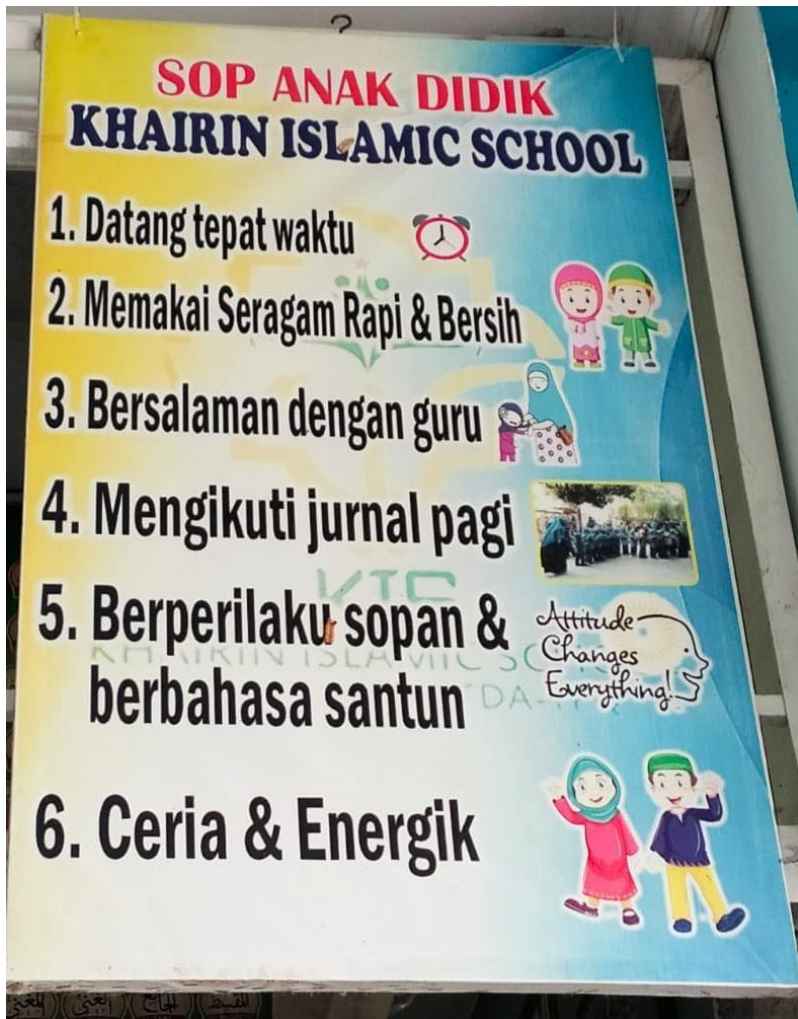 SOP ANAK DIDIK
KHAIRIN ISLAMIC SCHOOL
1. Datang tepat waktu
2. Memakai Seragam Rapi & Bersih
3. Bersalaman dengan guru
4. Mengikuti jurnal pagi
5. Berperilaku sopan &
berbahasa santun
Attitude
Changes
Everything!
6. Ceria & Energik